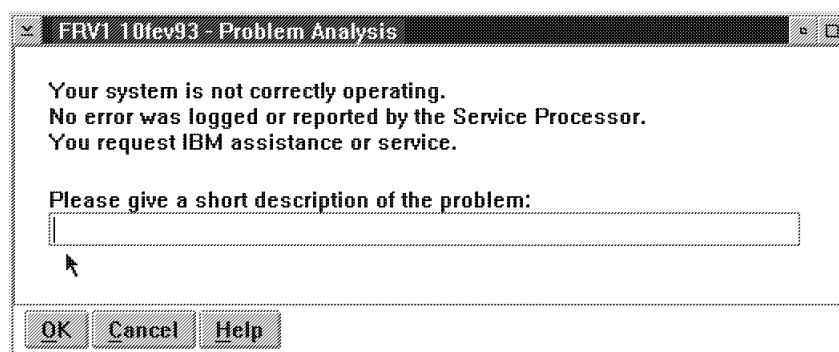 FRV1 10fev93 - Problem Analysis
Your system is not correctly operating.
No error was logged or reported by the Service Processor.
You request IBM assistance or service.
Please give a short description of the problem:
OK Cancel Help